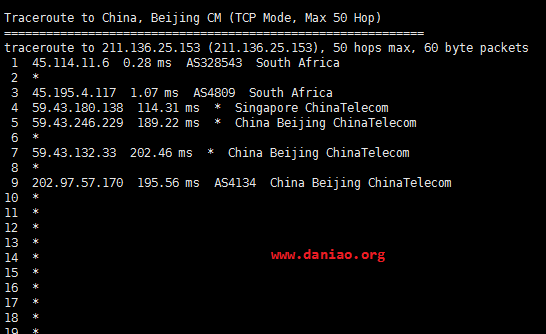 Traceroute to China, Beijing CM (TCP Mode, Max 50 Hop)
============================================================
traceroute to 211.136.25.153 (211.136.25.153), 50 hops max, 60 byte packets
1 45.114.11.6 0.28 ms AS328543 South Africa
2 *
3 45.195.4.117 1.07 ms AS4809 South Africa
4 59.43.180.138 114.31 ms * Singapore ChinaTelecom
5 59.43.246.229 189.22 ms * China Beijing ChinaTelecom
6 *
7 59.43.132.33 202.46 ms * China Beijing ChinaTelecom
8 *
9 202.97.57.170 195.56 ms AS4134 China Beijing ChinaTelecom
10 *
11 *
12 *
13 *
14 *
www.daniao.org
15 *
16 *
17 *
18 *
19 *